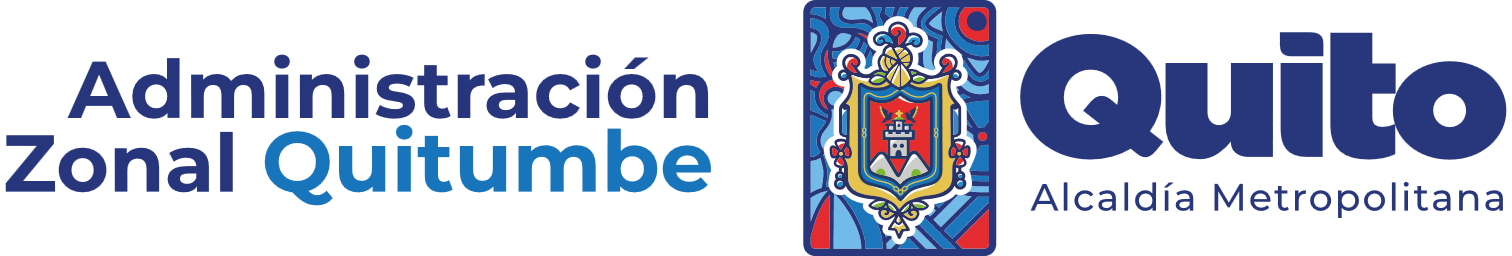 Administración
Zonal Quitumbe
Quito
Alcaldía Metropolitana